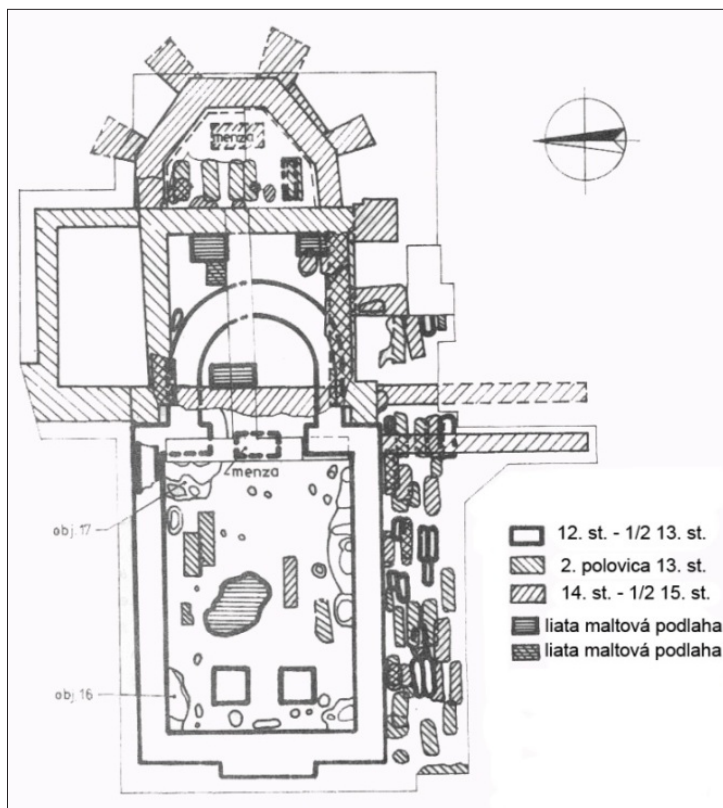 menza
menza
obj.17
obj.16
12. st. - 1/2 13. st.
2. polovica 13. st.
14. st. - 1/2 15. st.
liata maltová podlaha
liata maltová podlaha